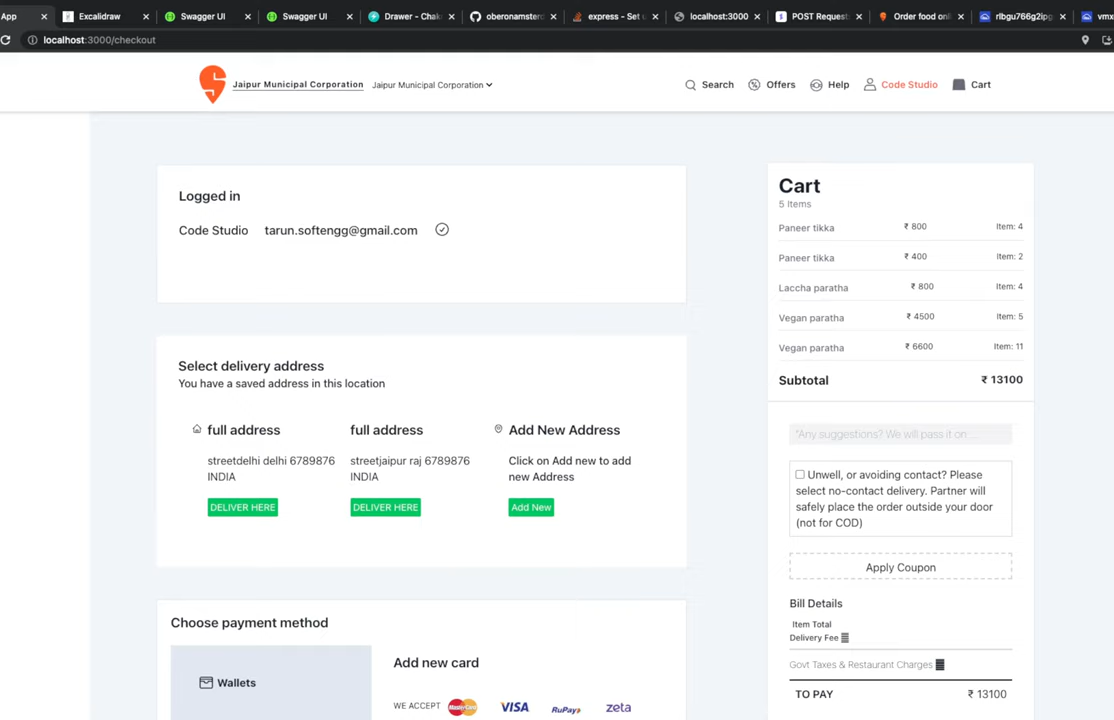 App
Excalidraw
Swagger UI
Swagger UI
Drawer - Chak
oberonamster
express - Set
localhost:3000
POST Request
Order food onl
rlbgu766g2ipg
vmx
localhost:3000/checkout
Jaipur Municipal Corporation
Jaipur Municipal Corporation
Search
Offers
Help
Code Studio
Cart
Logged in
Code Studio tarun.softengg@gmail.com
Select delivery address
You have a saved address in this location
full address
streetdelhi delhi 6789876
INDIA
DELIVER HERE
full address
streetjaipur raj 6789876
INDIA
DELIVER HERE
Add New Address
Click on Add new to add
new Address
Add New
Choose payment method
Wallets
Add new card
WE ACCEPT MasterCard VISA RuPay zeta
Cart
5 Items
Paneer tikka ₹ 800 Item: 4
Paneer tikka ₹ 400 Item: 2
Laccha paratha ₹ 800 Item: 4
Vegan paratha ₹ 4500 Item: 5
Vegan paratha ₹ 6600 Item: 11
Subtotal ₹ 13100
"Any suggestions? We will pass it on ...
Unwell, or avoiding contact? Please
select no-contact delivery. Partner will
safely place the order outside your door
(not for COD)
Apply Coupon
Bill Details
Item Total
Delivery Fee
Govt Taxes & Restaurant Charges
TO PAY ₹ 13100